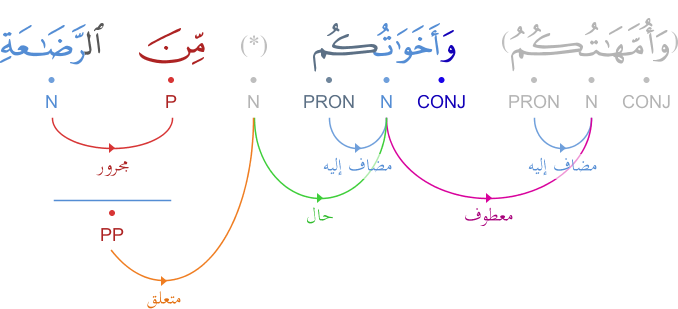 (وَأُمَّهَٰتُكُمُ) وَأَخَوَٰتُكُم (*) مِّنَ ٱلرَّضَٰعَةِ
CONJ N PRON CONJ N PRON N P N
مضاف إليه مضاف إليه مجرور
معطوف حال
PP
متعلق